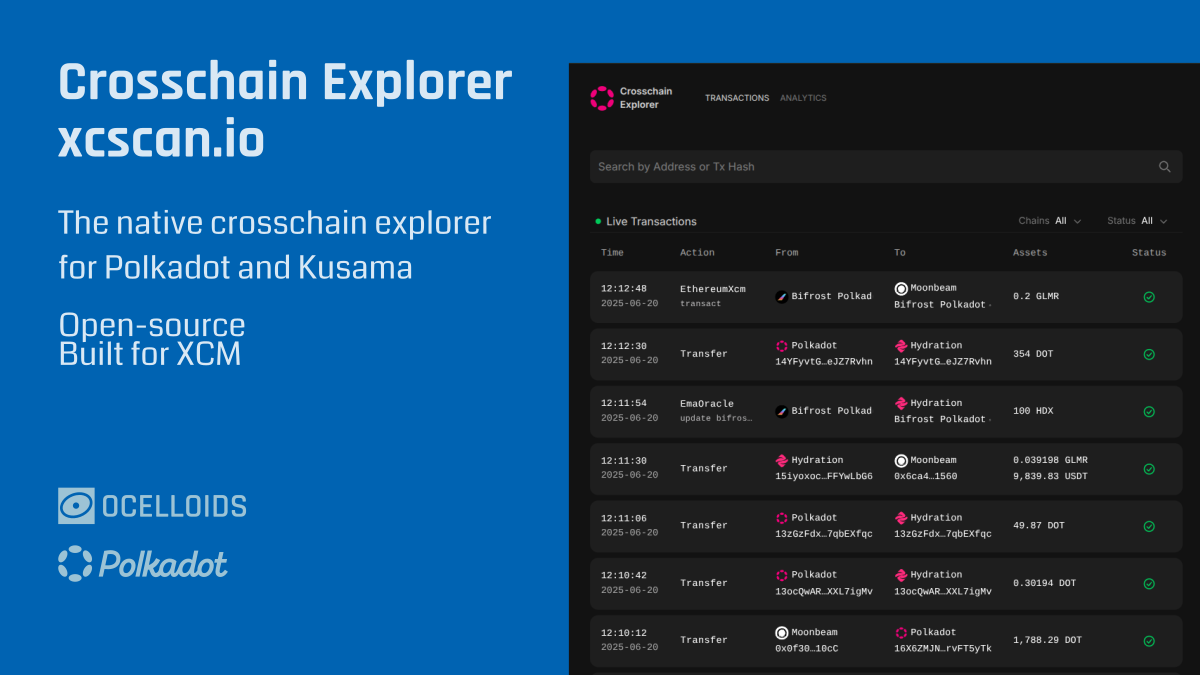 Crosschain Explorer
xcscan.io
The native crosschain explorer
for Polkadot and Kusama
Open-source
Built for XCM
OCELLOIDS
Polkadot
Crosschain
Explorer
TRANSACTIONS ANALYTICS
Search by Address or Tx Hash
Live Transactions Chains All Status All
Time Action From To Assets Status
12:12:48 EthereumXcm Bifrost Polkad Moonbeam 0.2 GLMR
2025-06-20 transact Bifrost Polkadot
12:12:30 Transfer Polkadot Hydration 354 DOT
2025-06-20 14YFyvtG…eJZ7Rvhn 14YFyvtG…eJZ7Rvhn
12:11:54 EmaOracle Bifrost Polkad Hydration 100 HDX
2025-06-20 update bifros… Bifrost Polkadot
12:11:30 Transfer Hydration Moonbeam 0.039198 GLMR
2025-06-20 15iyoxoc…FFYwLbG6 0x6ca4…1560 9,839.83 USDT
12:11:06 Transfer Polkadot Hydration 49.87 DOT
2025-06-20 13zGzFdx…7qbEXfqc 13zGzFdx…7qbEXfqc
12:10:42 Transfer Polkadot Hydration 0.30194 DOT
2025-06-20 13ocQwAR…XXL7igMv 13ocQwAR…XXL7igMv
12:10:12 Transfer Moonbeam Polkadot 1,788.29 DOT
2025-06-20 0x0f30…10cC 16X6ZMJN…rvFT5yTk